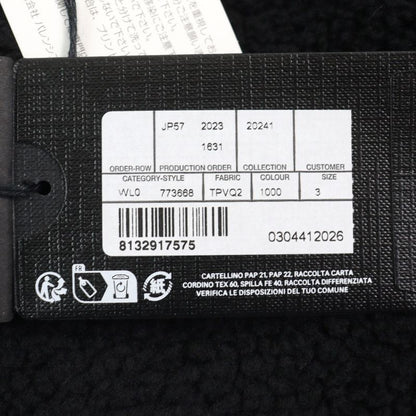 JP57 2023 20241
1631
ORDER-ROW PRODUCTION ORDER COLLECTION CUSTOMER
CATEGORY-STYLE FABRIC COLOUR SIZE
WL0 773668 TPVQ2 1000 3
8132917575
0304412026
FR
紙
CARTELLINO PAP 21, PAP 22, RACCOLTA CARTA
CORDINO TEX 60, SPILLA FE 40, RACCOLTA DIFFERENZIATA
VERIFICA LE DISPOSIZIONI DEL TUO COMUNE